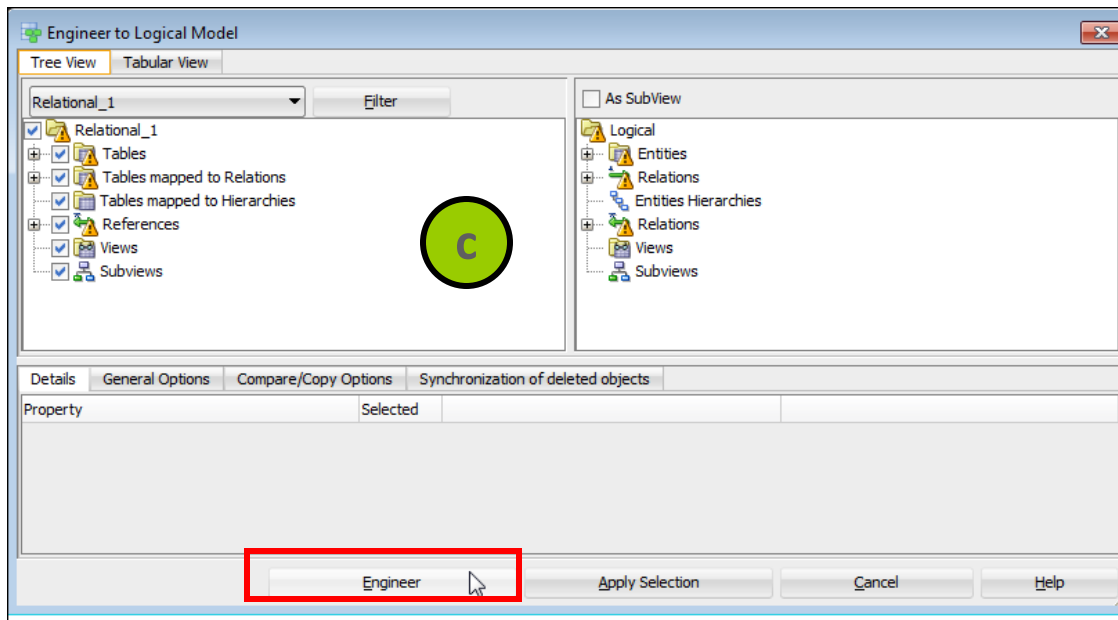 Engineer to Logical Model
Tree View Tabular View
Relational_1 Filter
Relational_1
Tables
Tables mapped to Relations
Tables mapped to Hierarchies
References
Views
Subviews
c
As SubView
Logical
Entities
Relations
Entities Hierarchies
Relations
Views
Subviews
Details General Options Compare/Copy Options Synchronization of deleted objects
Property Selected
Engineer Apply Selection Cancel Help